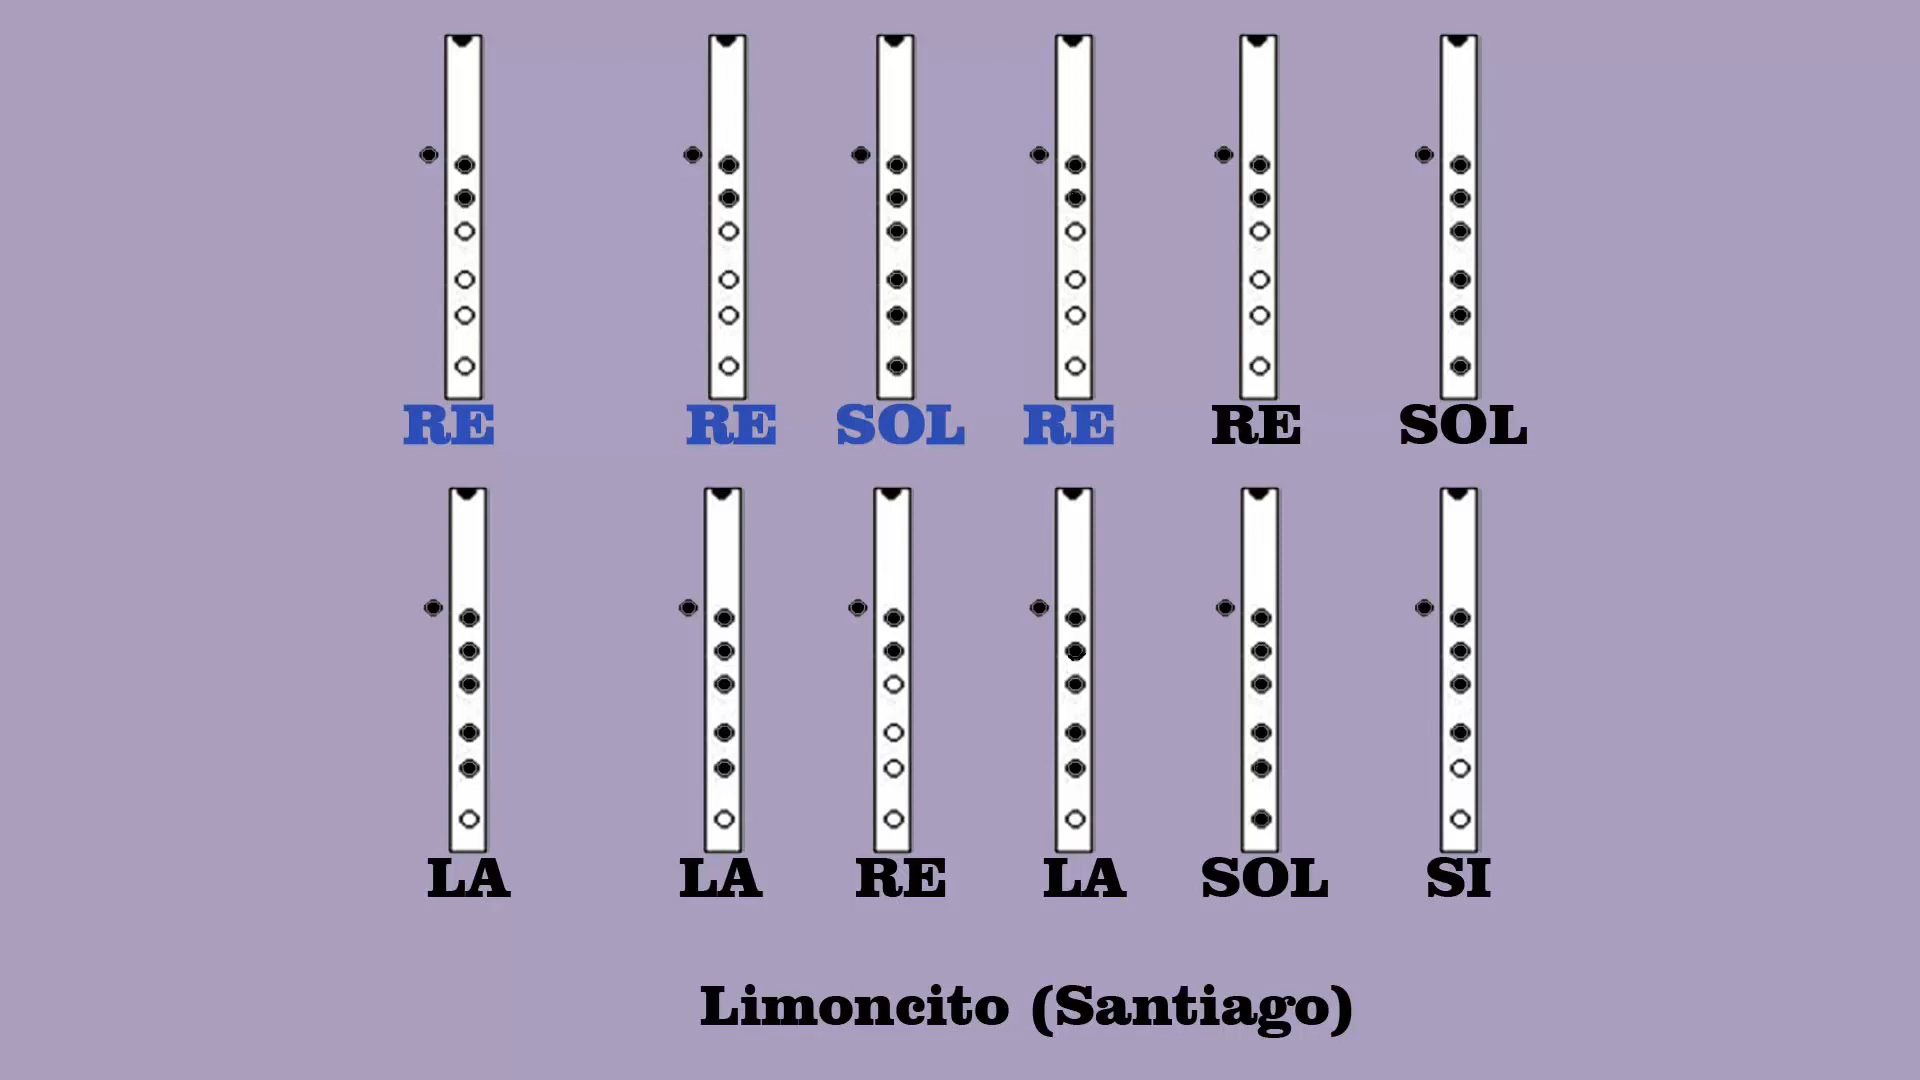 RE RE SOL RE RE SOL
LA LA RE LA SOL SI
Limoncito (Santiago)